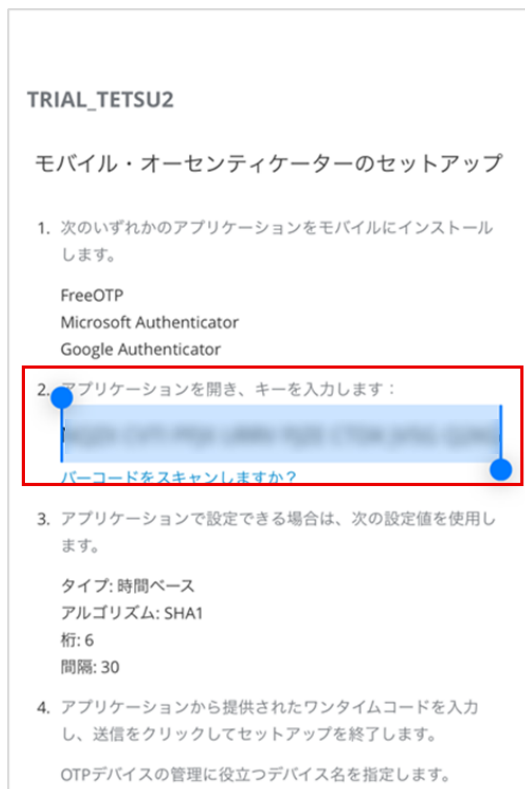 TRIAL_TETSU2
モバイル・オーセンティケーターのセットアップ
1. 次のいずれかのアプリケーションをモバイルにインストール
します。
FreeOTP
Microsoft Authenticator
Google Authenticator
2. アプリケーションを開き、キーを入力します：
バーコードをスキャンしますか？
3. アプリケーションで設定できる場合は、次の設定値を使用し
ます。
タイプ: 時間ベース
アルゴリズム: SHA1
桁: 6
間隔: 30
4. アプリケーションから提供されたワンタイムコードを入力
し、送信をクリックしてセットアップを終了します。
OTPデバイスの管理に役立つデバイス名を指定します。